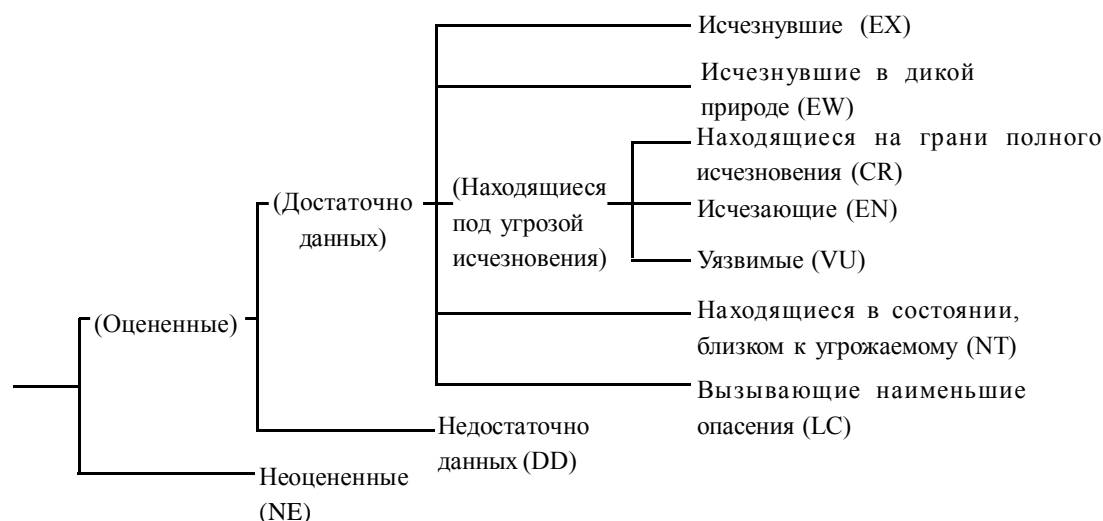 Исчезнувшие (EX)
Исчезнувшие в дикой
природе (EW)
Находящиеся на грани полного
исчезновения (CR)
(Находящиеся
под угрозой
исчезновения)
(Достаточно
данных)
Исчезающие (EN)
Уязвимые (VU)
(Оцененные)
Находящиеся в состоянии,
близком к угрожаемому (NT)
Вызывающие наименьшие
опасения (LC)
Недостаточно
данных (DD)
Неоцененные
(NE)